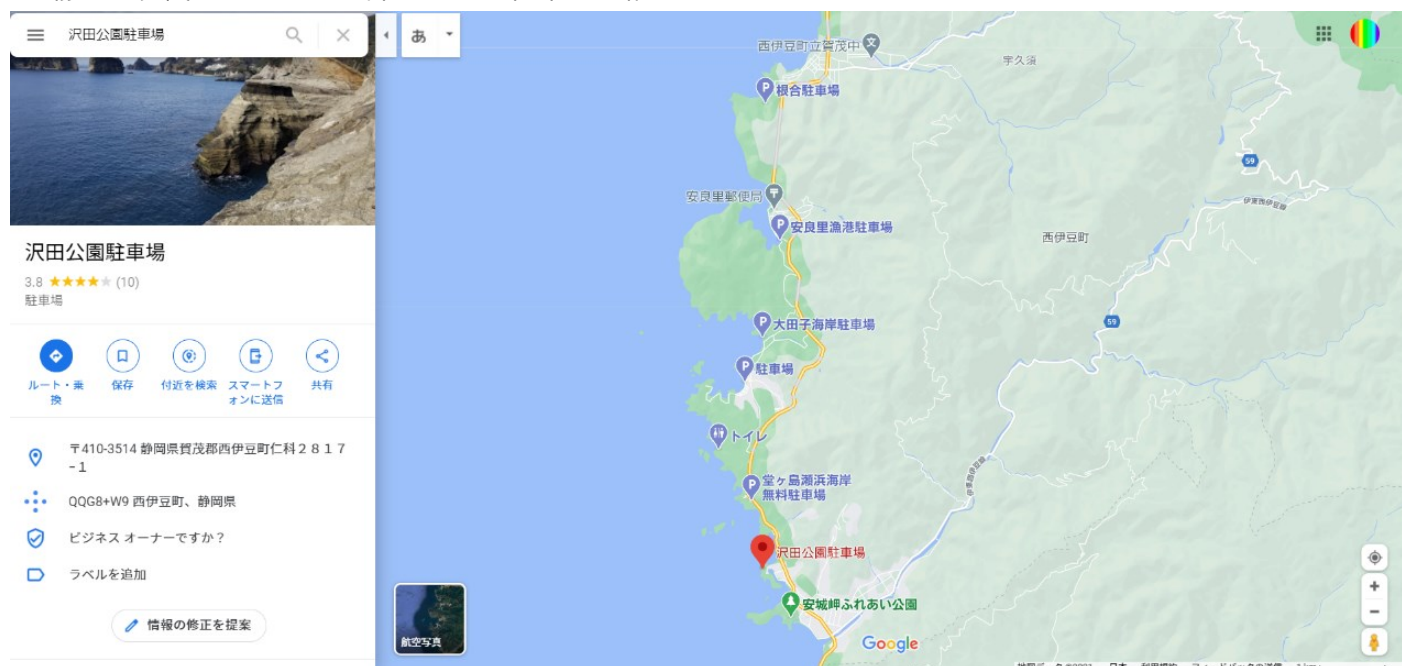 沢田公園駐車場
あ
沢田公園駐車場
3.8 ★★★★★ (10)
駐車場
ルート・乗
換
保存
付近を検索
スマートフ
ォンに送信
共有
〒410-3514 静岡県賀茂郡西伊豆町仁科２８１７
−１
QQG8+W9 西伊豆町、静岡県
ビジネス オーナーですか？
ラベルを追加
情報の修正を提案
航空写真
西伊豆町立賀茂中
文
宇久須
P 根合駐車場
59
安良里郵便局
〒
P 安良里漁港駐車場
西伊豆町
P 大田子海岸駐車場
59
P 駐車場
トイレ
P 堂ヶ島瀬浜海岸
無料駐車場
沢田公園駐車場
安城岬ふれあい公園
Google